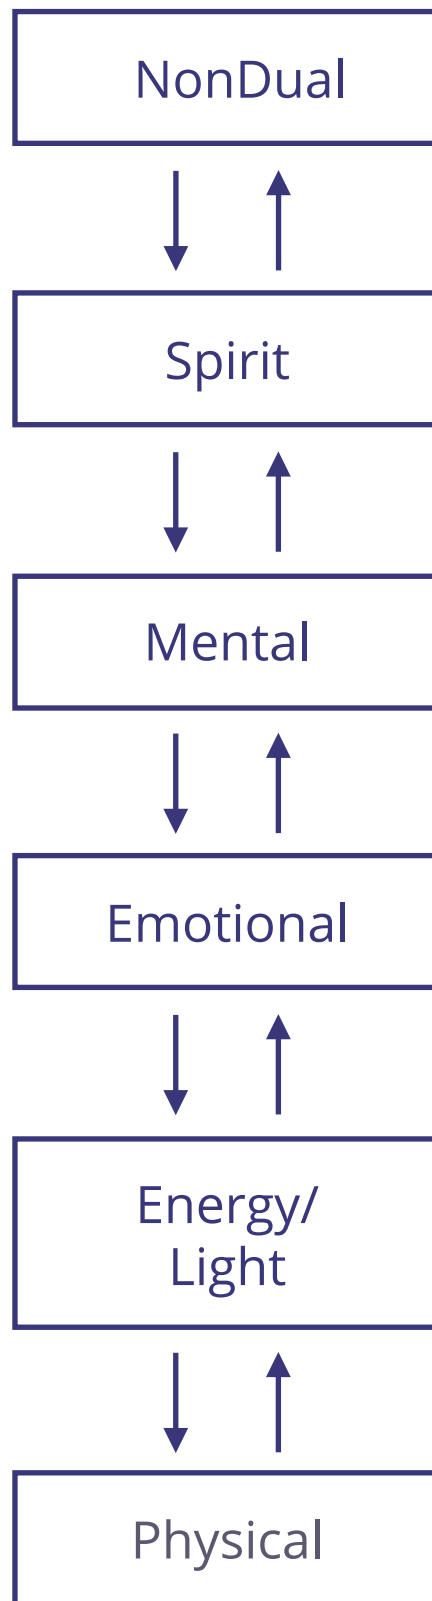 NonDual
Spirit
Mental
Emotional
Energy/
Light
Physical